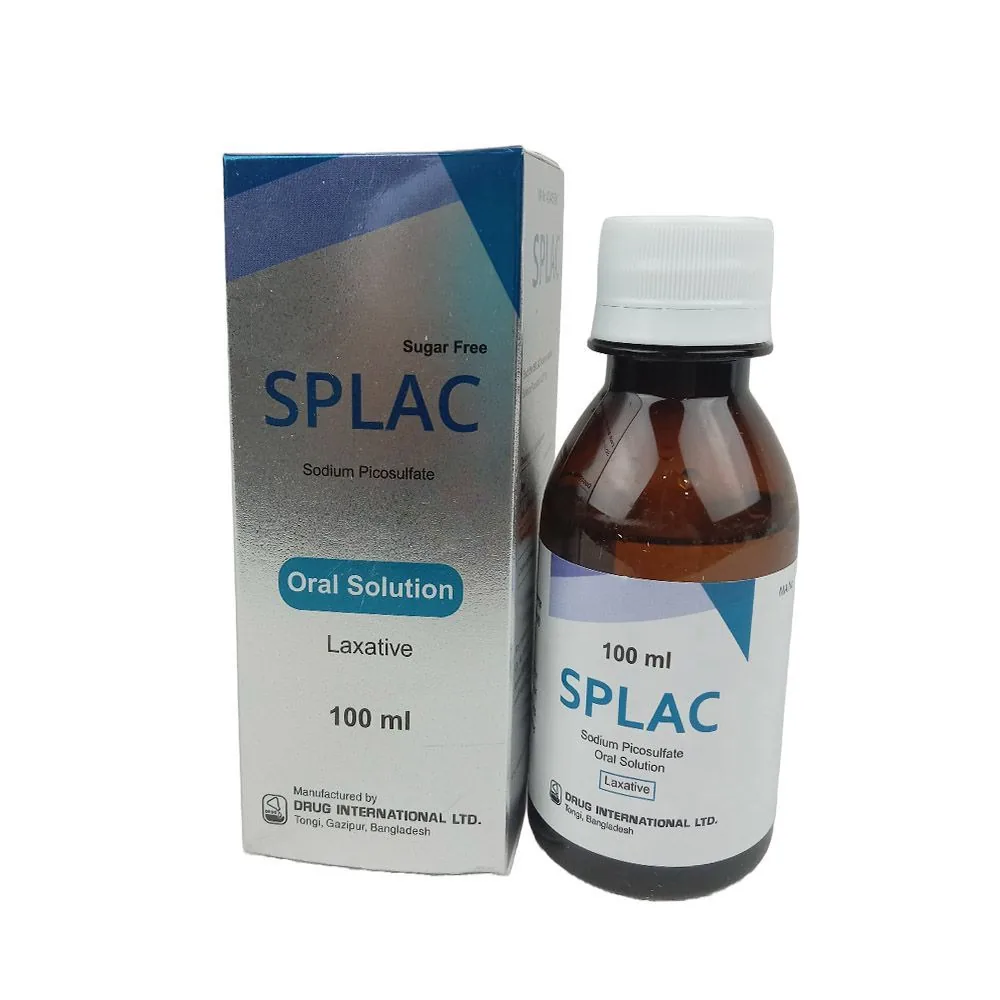 Sugar Free
SPLAC
Sodium Picosulfate
Oral Solution
Laxative
100 ml
Manufactured by
DRUG INTERNATIONAL LTD.
Tongi, Gazipur, Bangladesh
SPLAC
100 ml
SPLAC
Sodium Picosulfate
Oral Solution
Laxative
DRUG INTERNATIONAL LTD.
Tongi, Bangladesh